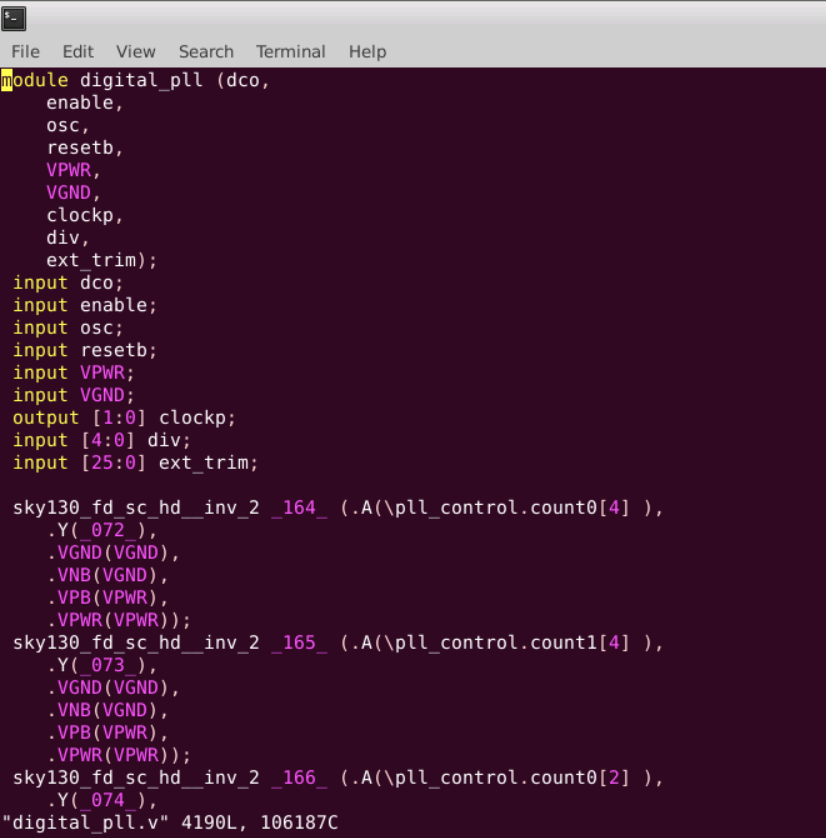 File Edit View Search Terminal Help
module digital_pll (dco,
    enable,
    osc,
    resetb,
    VPWR,
    VGND,
    clockp,
    div,
    ext_trim);
 input dco;
 input enable;
 input osc;
 input resetb;
 input VPWR;
 input VGND;
 output [1:0] clockp;
 input [4:0] div;
 input [25:0] ext_trim;

 sky130_fd_sc_hd__inv_2 _164_ (.A(\pll_control.count0[4] ),
    .Y(_072_),
    .VGND(VGND),
    .VNB(VGND),
    .VPB(VPWR),
    .VPWR(VPWR));
 sky130_fd_sc_hd__inv_2 _165_ (.A(\pll_control.count1[4] ),
    .Y(_073_),
    .VGND(VGND),
    .VNB(VGND),
    .VPB(VPWR),
    .VPWR(VPWR));
 sky130_fd_sc_hd__inv_2 _166_ (.A(\pll_control.count0[2] ),
    .Y(_074_),
"digital_pll.v" 4190L, 106187C